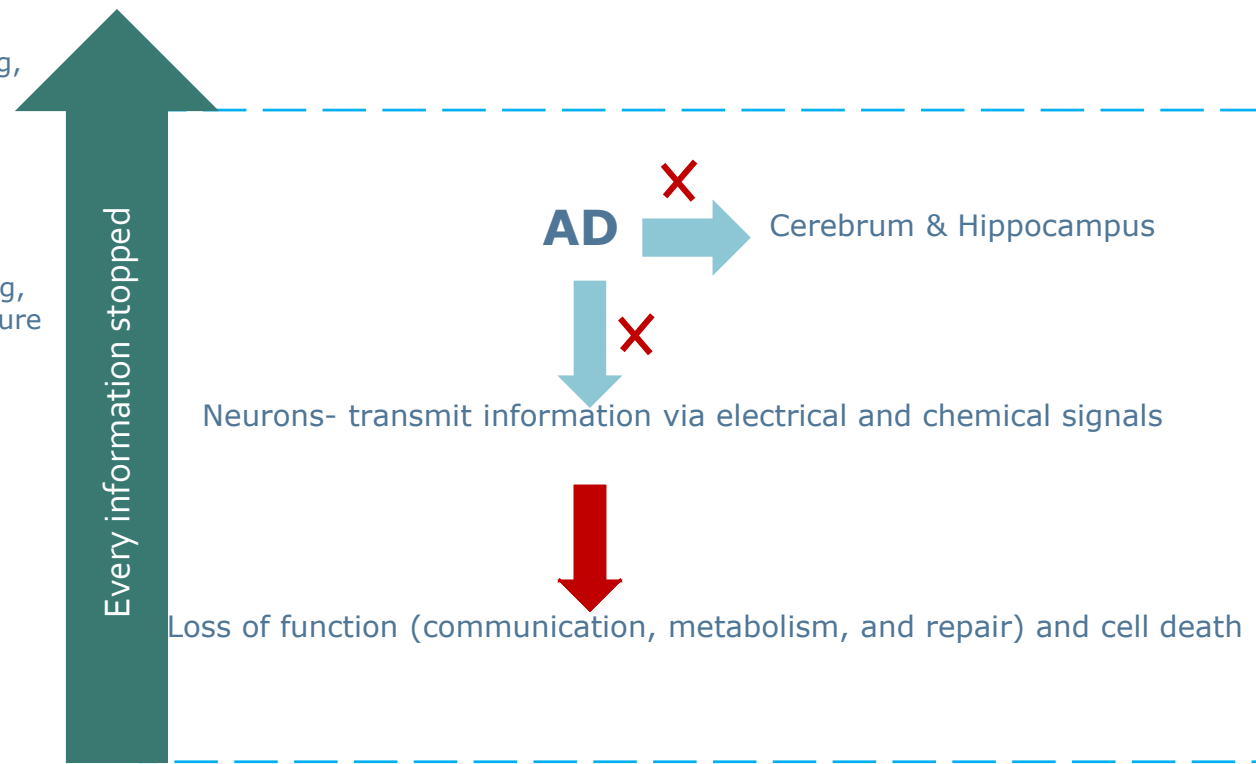 g,
g,
ure
Every information stopped
AD
Cerebrum & Hippocampus
Neurons- transmit information via electrical and chemical signals
Loss of function (communication, metabolism, and repair) and cell death